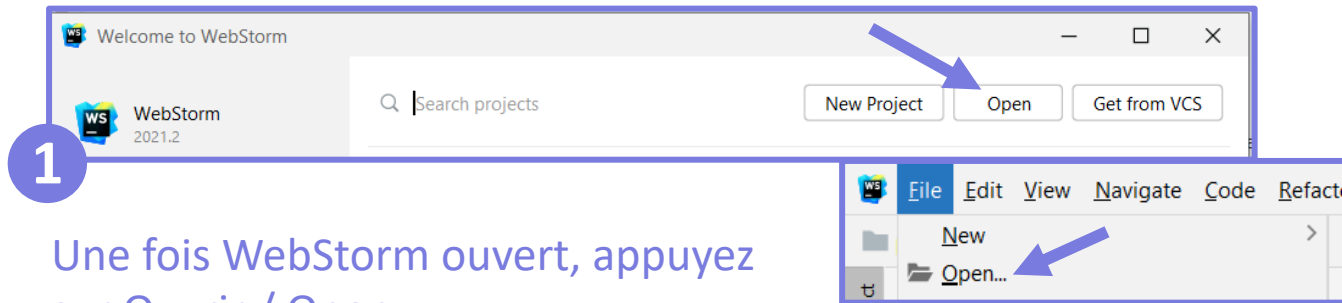 Welcome to WebStorm
WS
WebStorm
2021.2
Search projects
New Project
Open
Get from VCS
1
File Edit View Navigate Code
New
Open...
Une fois WebStorm ouvert, appuyez